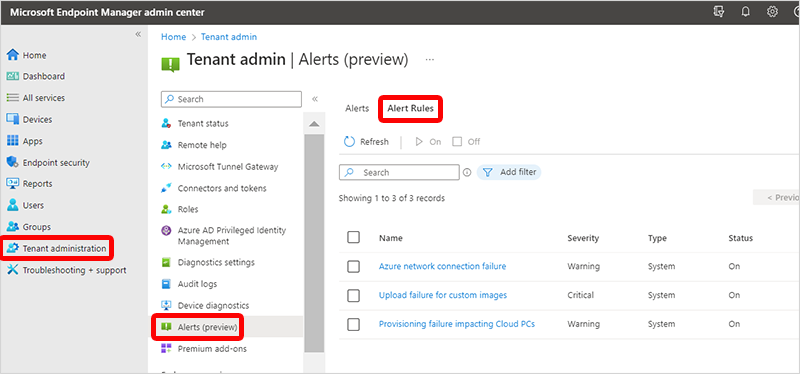 Microsoft Endpoint Manager admin center
Home
Dashboard
All services
Devices
Apps
Endpoint security
Reports
Users
Groups
Tenant administration
Troubleshooting + support
Home > Tenant admin
Tenant admin | Alerts (preview) ...
Search
Tenant status
Remote help
Microsoft Tunnel Gateway
Connectors and tokens
Roles
Azure AD Privileged Identity
Management
Diagnostics settings
Audit logs
Device diagnostics
Alerts (preview)
Premium add-ons
Alerts Alert Rules
Refresh On Off
Search Add filter
Showing 1 to 3 of 3 records
< Previo
Name Severity Type Status
Azure network connection failure Warning System On
Upload failure for custom images Critical System On
Provisioning failure impacting Cloud PCs Warning System On